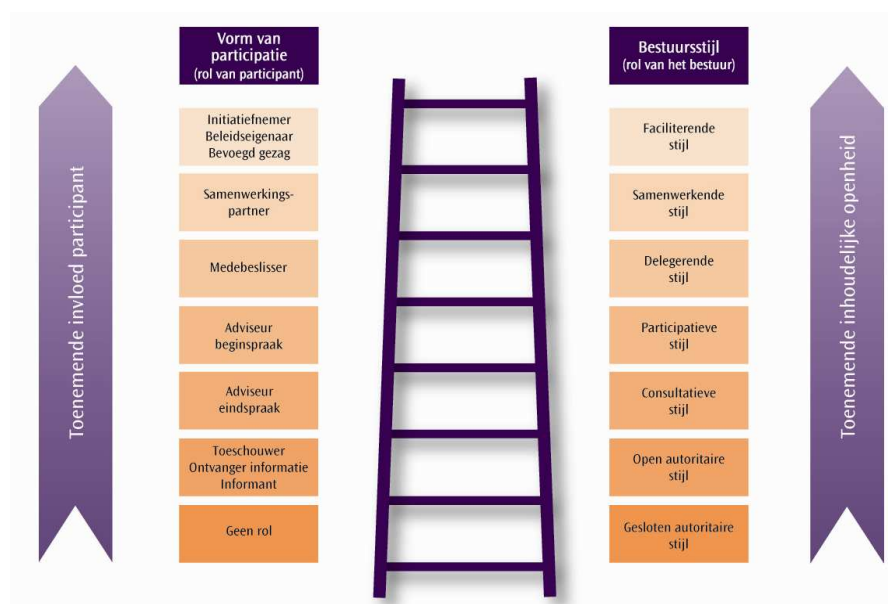 Vorm van
participatie
(rol van participant)
Bestuursstijl
(rol van het bestuur)
Toenemende invloed participant
Initiatiefnemer
Beleidseigenaar
Bevoegd gezag
Faciliterende
stijl
Samenwerkings-
partner
Samenwerkende
stijl
Medebeslisser
Delegerende
stijl
Adviseur
beginspraak
Participatieve
stijl
Adviseur
eindspraak
Consultatieve
stijl
Toeschouwer
Ontvanger informatie
Informant
Open autoritaire
stijl
Geen rol
Gesloten autoritaire
stijl
Toenemende inhoudelijke openheid